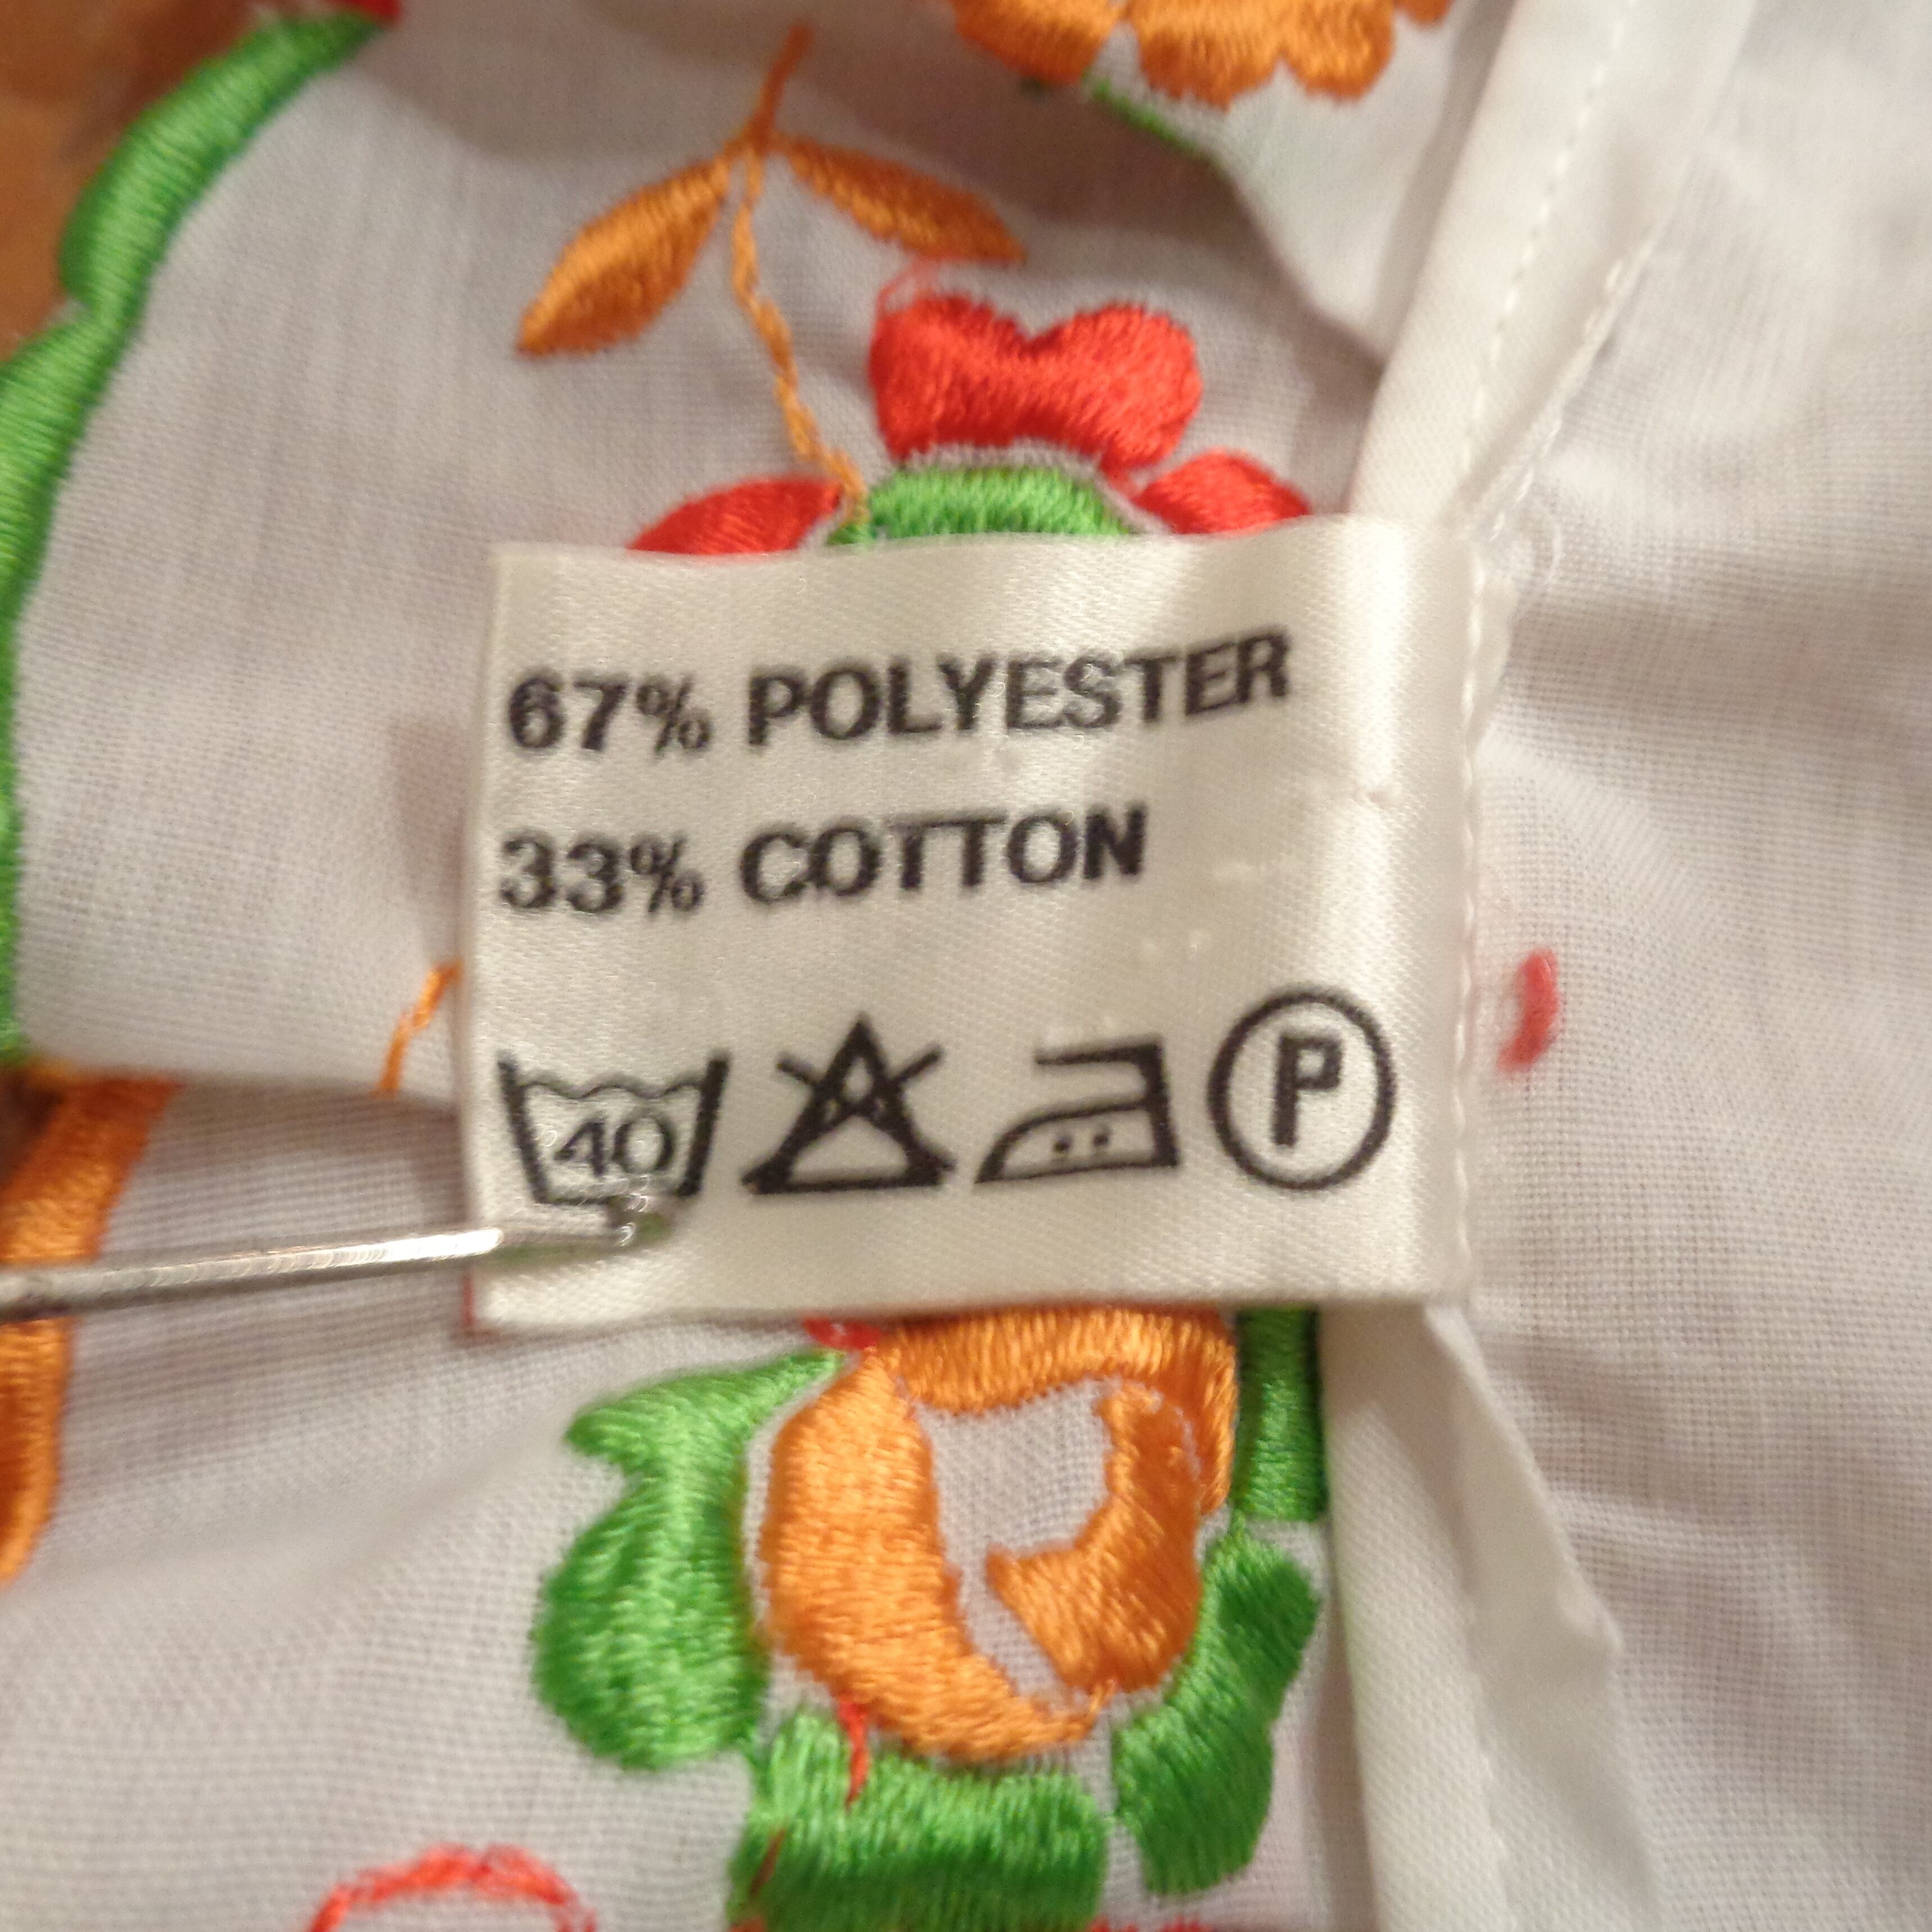 67% POLYESTER
33% COTTON
40 P